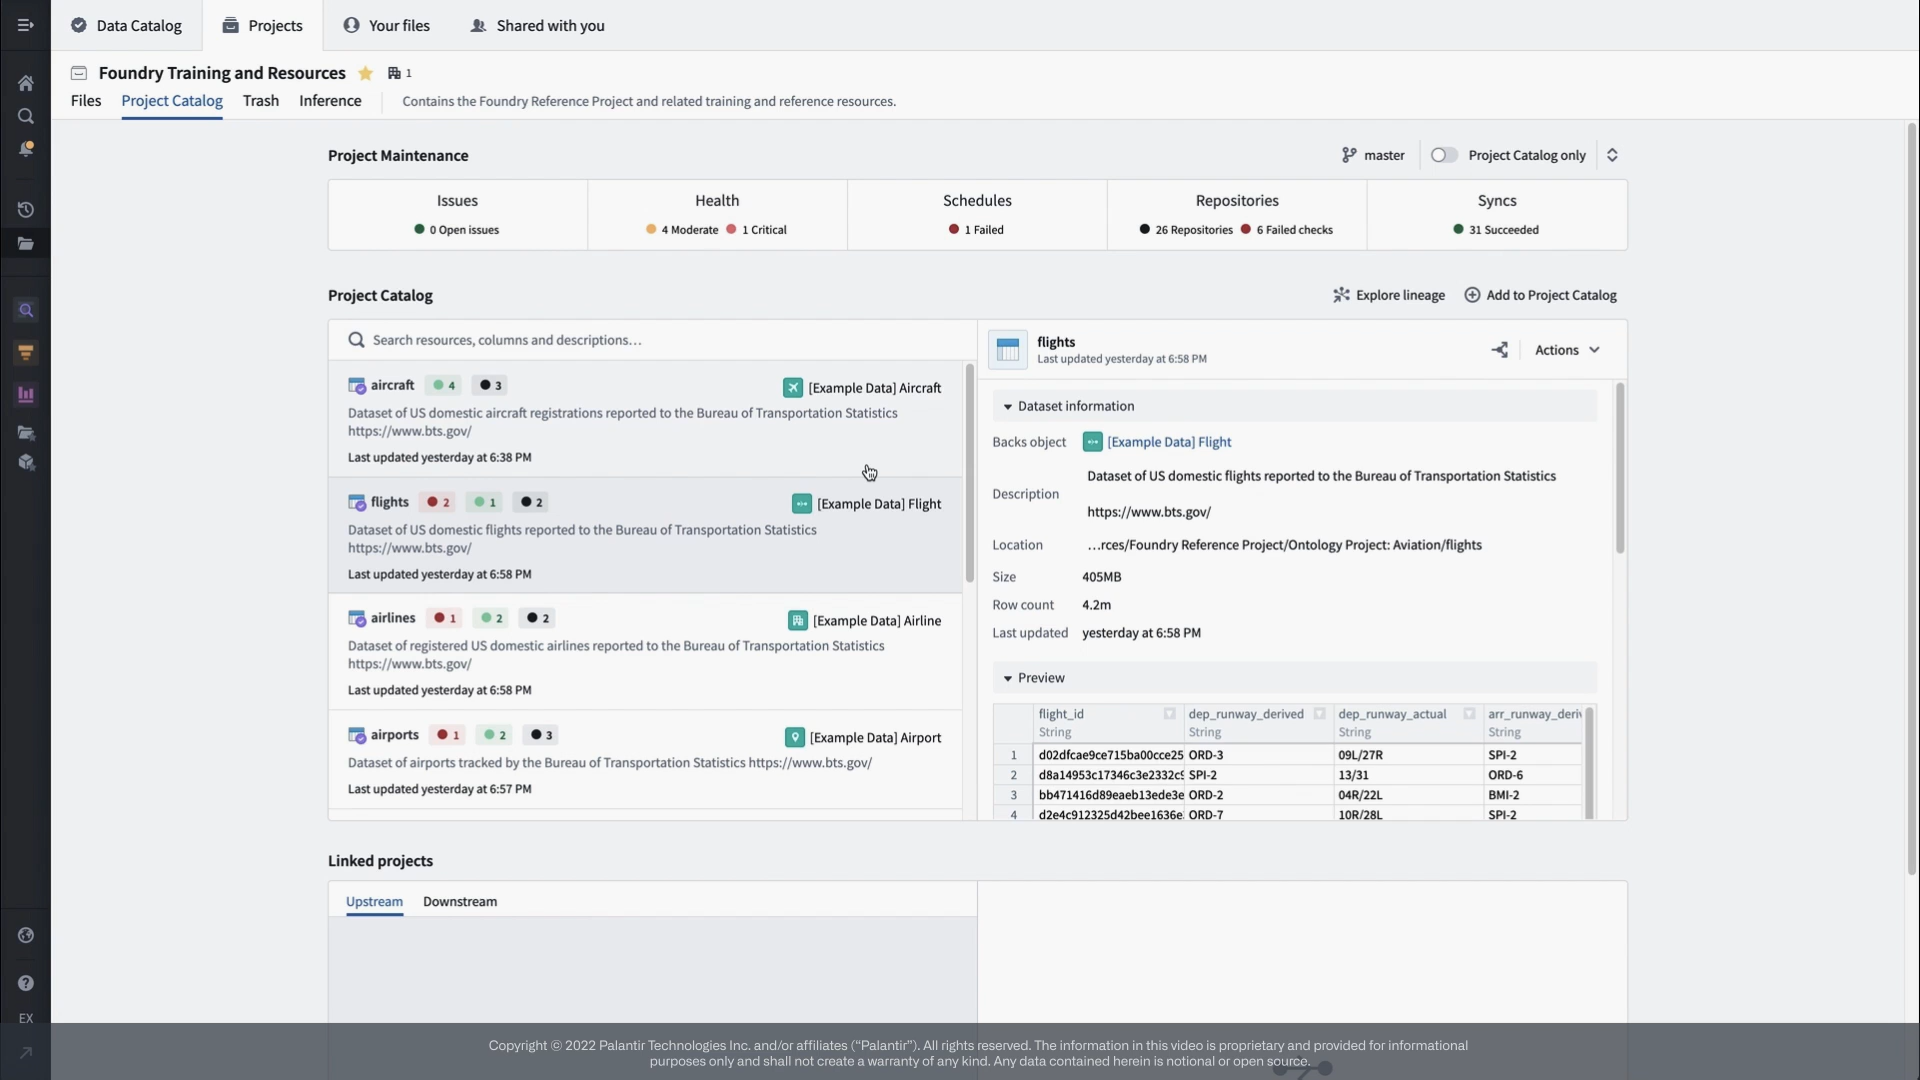 Data Catalog
Projects
Your files
Shared with you
Foundry Training and Resources
1
Files
Project Catalog
Trash
Inference
Contains the Foundry Reference Project and related training and reference resources.
Project Maintenance
master
Project Catalog only
Issues
0 Open issues
Health
4 Moderate
1 Critical
Schedules
1 Failed
Repositories
26 Repositories
6 Failed checks
Syncs
31 Succeeded
Project Catalog
Explore lineage
Add to Project Catalog
Search resources, columns and descriptions…
aircraft 4 3
[Example Data] Aircraft
Dataset of US domestic aircraft registrations reported to the Bureau of Transportation Statistics
https://www.bts.gov/
Last updated yesterday at 6:38 PM
flights 2 1 2
[Example Data] Flight
Dataset of US domestic flights reported to the Bureau of Transportation Statistics
https://www.bts.gov/
Last updated yesterday at 6:58 PM
airlines 1 2 2
[Example Data] Airline
Dataset of registered US domestic airlines reported to the Bureau of Transportation Statistics
https://www.bts.gov/
Last updated yesterday at 6:58 PM
airports 1 2 3
[Example Data] Airport
Dataset of airports tracked by the Bureau of Transportation Statistics https://www.bts.gov/
Last updated yesterday at 6:57 PM
flights
Last updated yesterday at 6:58 PM
Actions
Dataset information
Backs object [Example Data] Flight
Description
Dataset of US domestic flights reported to the Bureau of Transportation Statistics
https://www.bts.gov/
Location …rces/Foundry Reference Project/Ontology Project: Aviation/flights
Size 405MB
Row count 4.2m
Last updated yesterday at 6:58 PM
Preview
flight_id dep_runway_derived dep_runway_actual arr_runway_deri
String String String String
1 d02dfcae9ce715ba00cce25 ORD-3 09L/27R SPI-2
2 d8a14953c17346c3e2332c9 SPI-2 13/31 ORD-6
3 bb471416d89eaeb13ede3e ORD-2 04R/22L BMI-2
4 d2e4c912325d42bee1636e ORD-7 10R/28L SPI-2
Linked projects
Upstream
Downstream
EX
Copyright © 2022 Palantir Technologies Inc. and/or affiliates (“Palantir”). All rights reserved. The information in this video is proprietary and provided for informational
purposes only and shall not create a warranty of any kind. Any data contained herein is notional or open source.